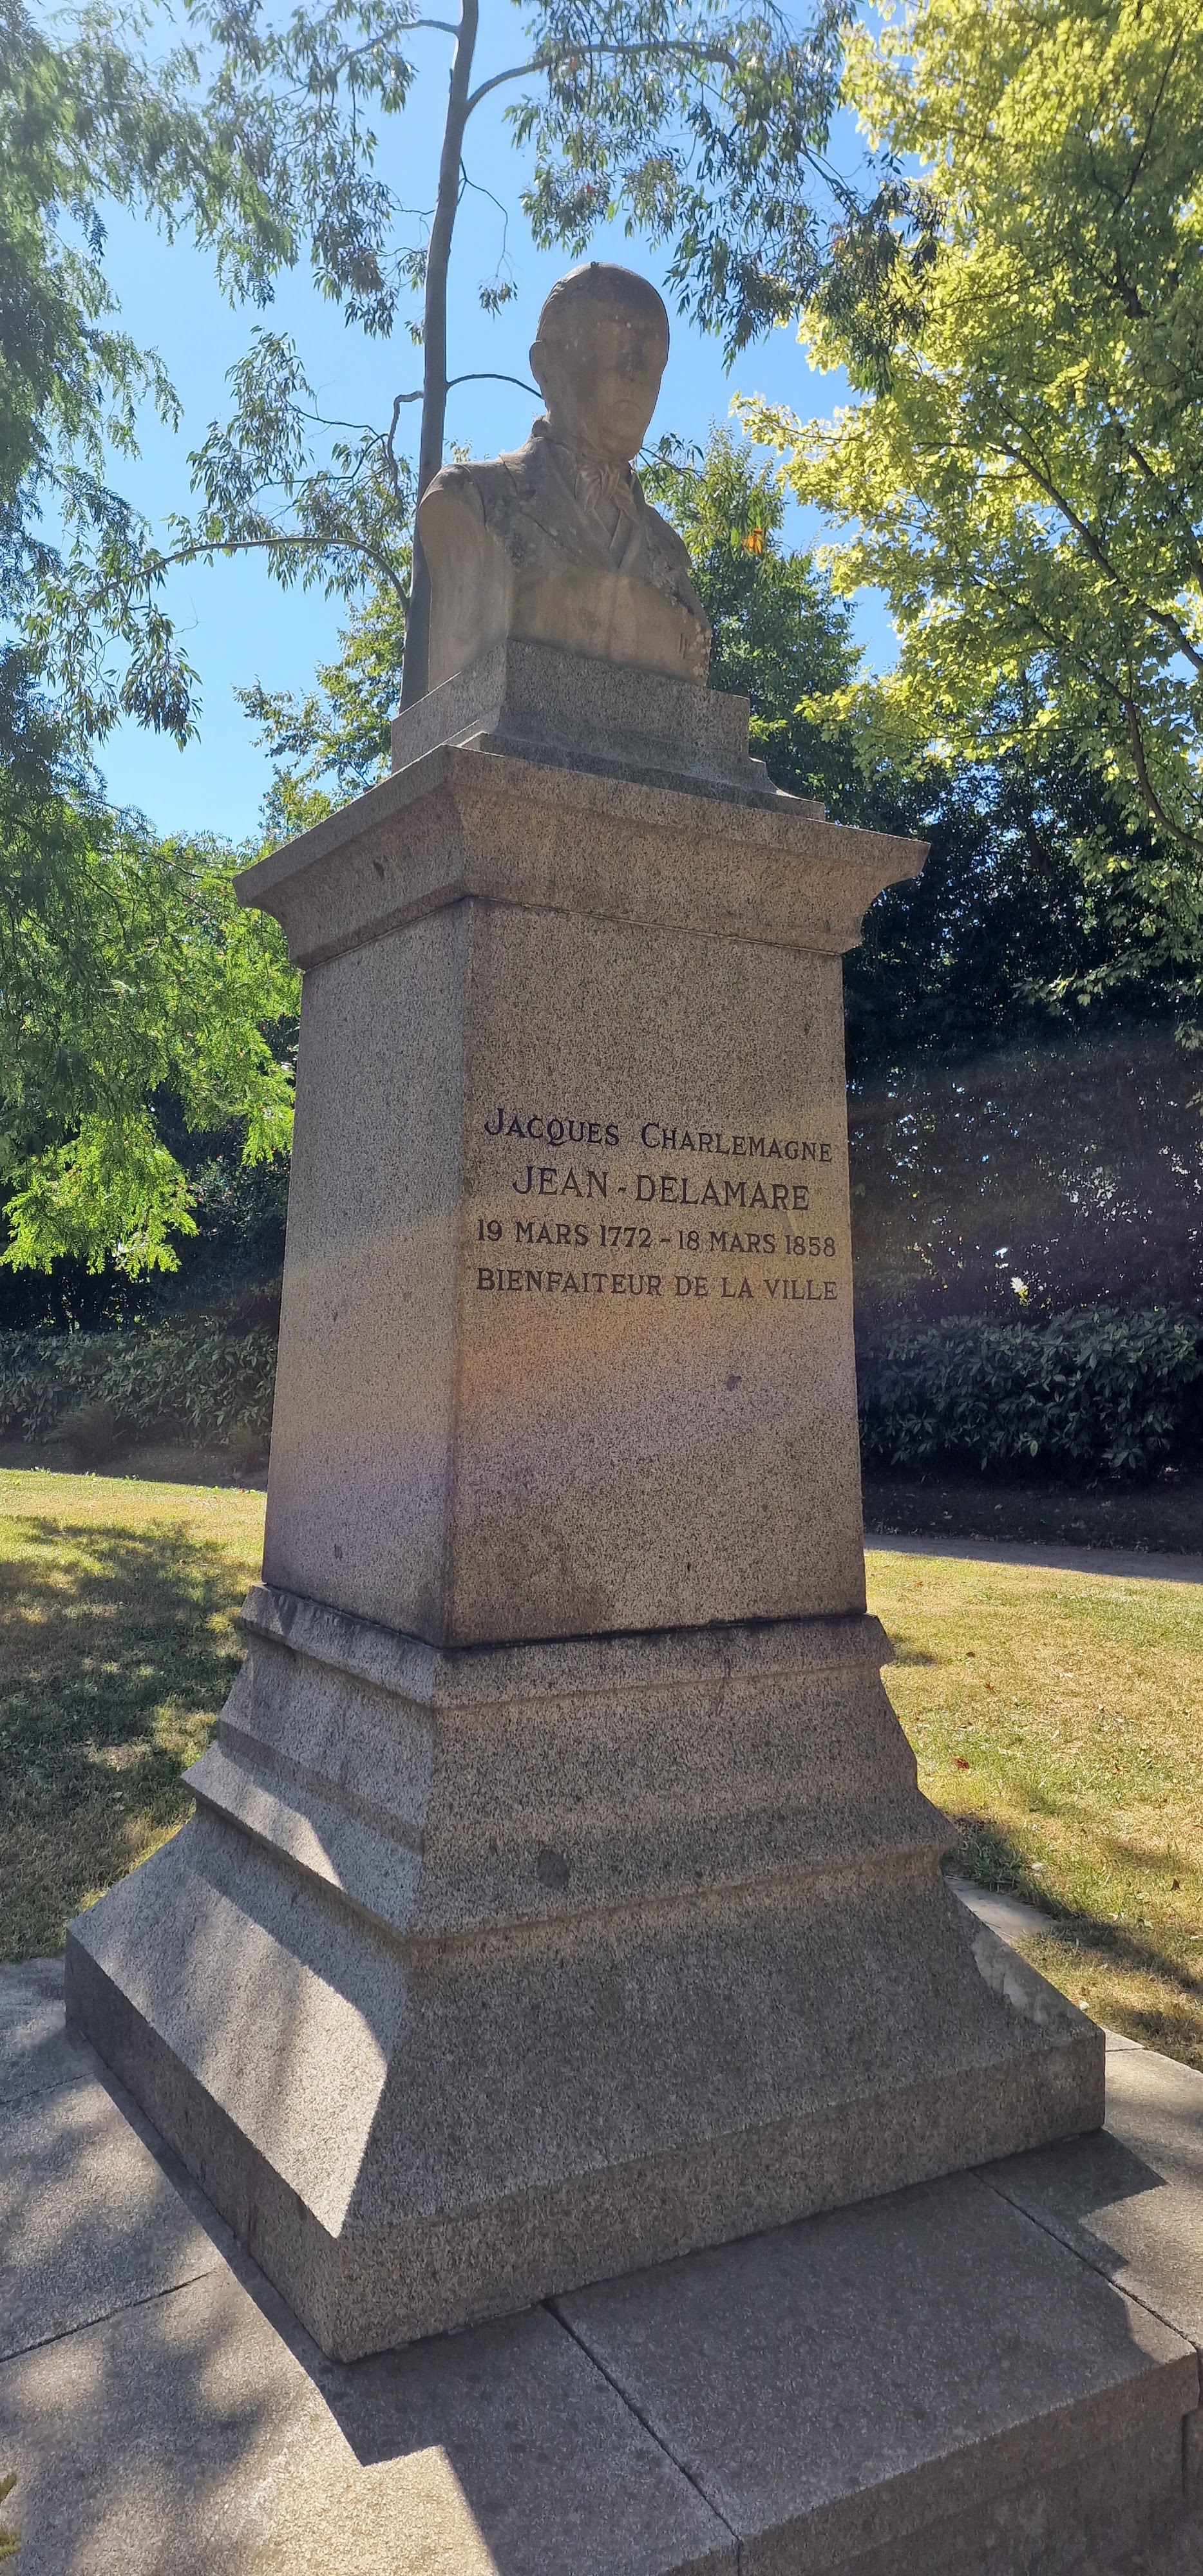 JACQUES CHARLEMAGNE
JEAN-DELAMARE
19 MARS 1772-18 MARS 1858
BIENFAITEUR DE LA VILLE